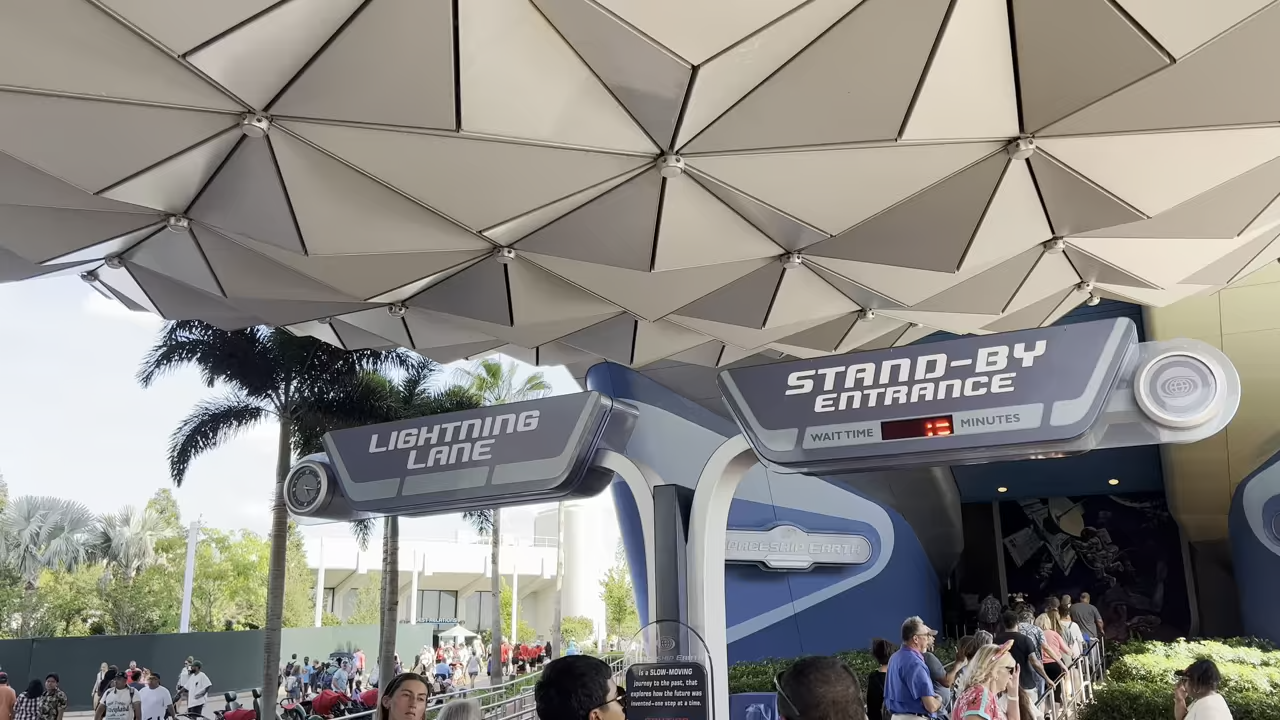 LIGHTNING
LANE
STAND-BY
ENTRANCE
WAIT TIME
MINUTES
SPACESHIP EARTH
is a SLOW-MOVING
journey to the past, that
explores how the future was
invented–one step at a time.